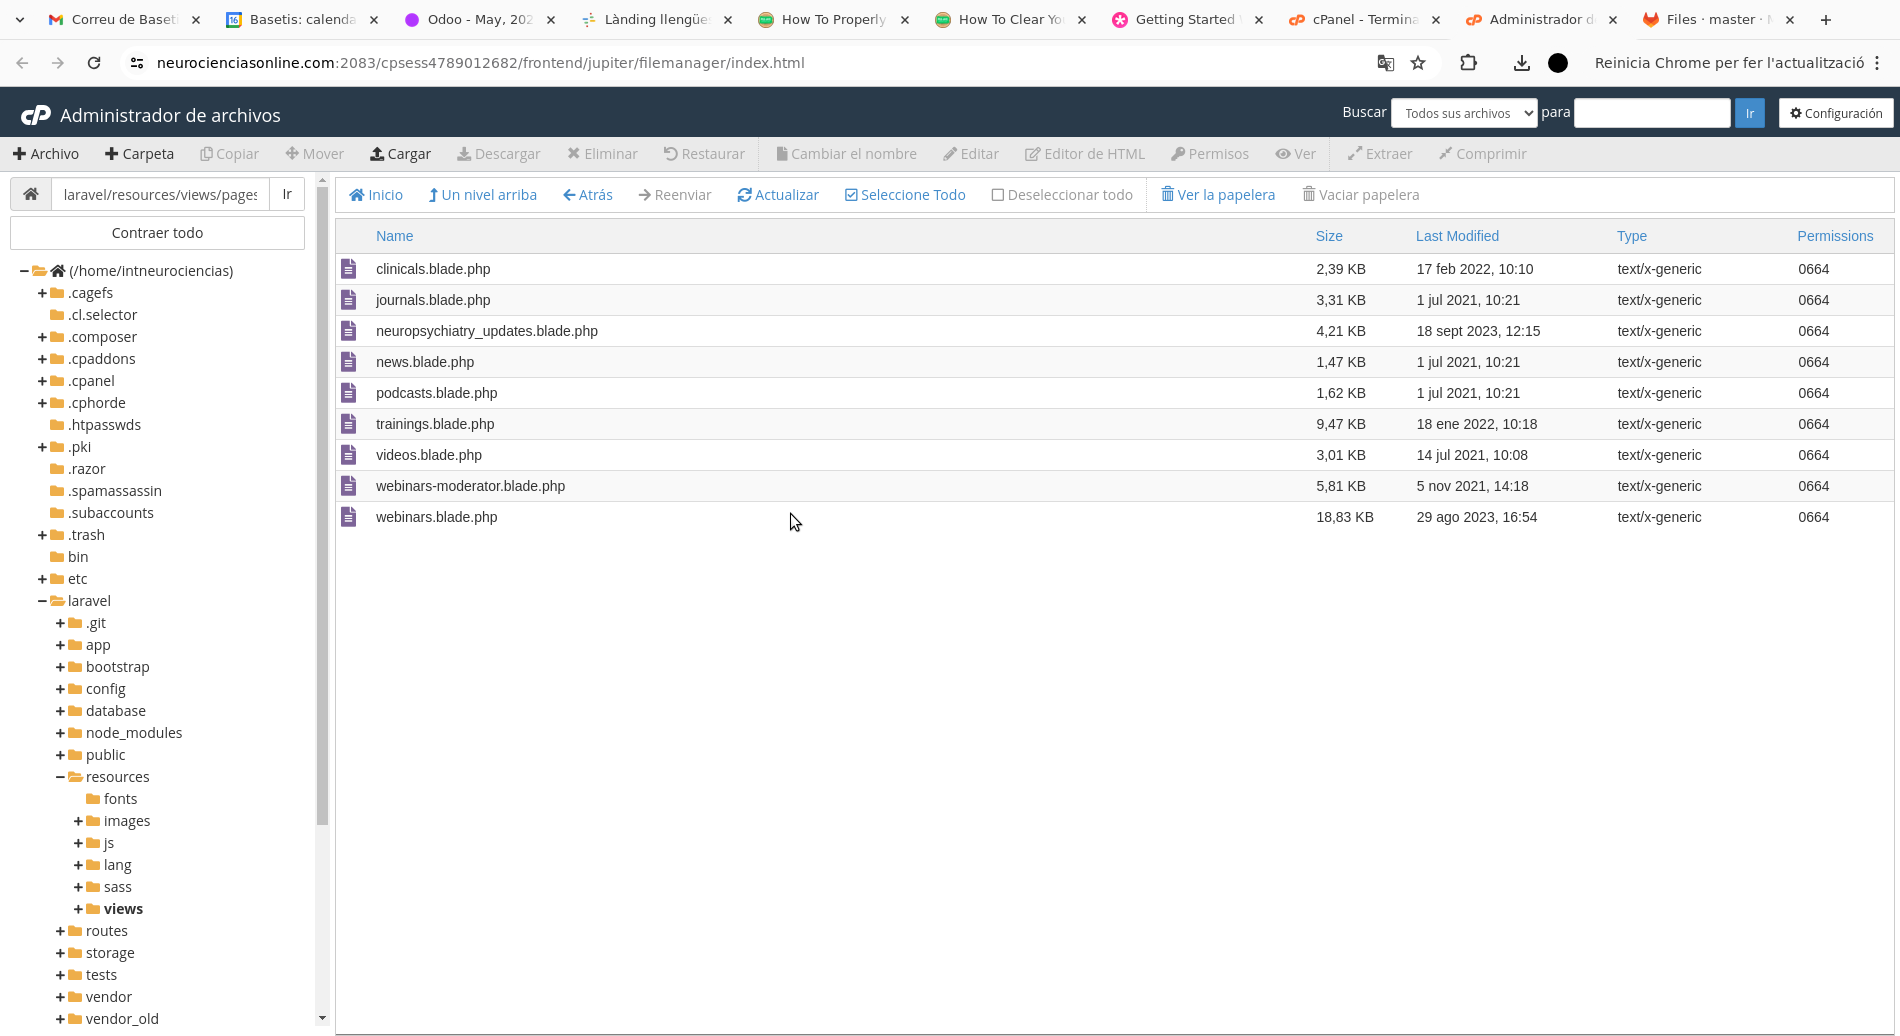 Correu de Baseti
Basetis: calenda
Odoo - May, 202
Lànding llengüe
How To Properly
How To Clear Yo
Getting Started
cPanel - Termina
Administrador d
Files · master ·
neurocienciasonline.com:2083/cpsess4789012682/frontend/jupiter/filemanager/index.html
Reinicia Chrome per fer l'actualització
cP Administrador de archivos
Buscar Todos sus archivos para Ir Configuración
Archivo Carpeta Copiar Mover Cargar Descargar Eliminar Restaurar Cambiar el nombre Editar Editor de HTML Permisos Ver Extraer Comprimir
laravel/resources/views/pages Ir
Contraer todo
(/home/intneurociencias)
.cagefs
.cl.selector
.composer
.cpaddons
.cpanel
.cphorde
.htpasswds
.pki
.razor
.spamassassin
.subaccounts
.trash
bin
etc
laravel
.git
app
bootstrap
config
database
node_modules
public
resources
fonts
images
js
lang
sass
views
routes
storage
tests
vendor
vendor_old
Inicio Un nivel arriba Atrás Reenviar Actualizar Seleccione Todo Deseleccionar todo Ver la papelera Vaciar papelera
Name Size Last Modified Type Permissions
clinicals.blade.php 2,39 KB 17 feb 2022, 10:10 text/x-generic 0664
journals.blade.php 3,31 KB 1 jul 2021, 10:21 text/x-generic 0664
neuropsychiatry_updates.blade.php 4,21 KB 18 sept 2023, 12:15 text/x-generic 0664
news.blade.php 1,47 KB 1 jul 2021, 10:21 text/x-generic 0664
podcasts.blade.php 1,62 KB 1 jul 2021, 10:21 text/x-generic 0664
trainings.blade.php 9,47 KB 18 ene 2022, 10:18 text/x-generic 0664
videos.blade.php 3,01 KB 14 jul 2021, 10:08 text/x-generic 0664
webinars-moderator.blade.php 5,81 KB 5 nov 2021, 14:18 text/x-generic 0664
webinars.blade.php 18,83 KB 29 ago 2023, 16:54 text/x-generic 0664